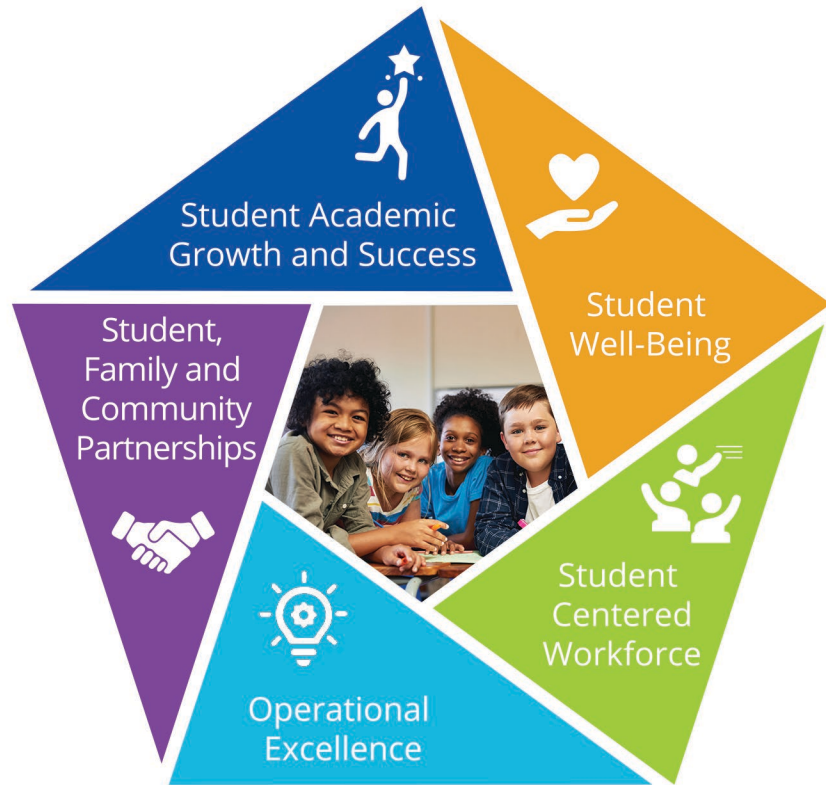 Student Academic
Growth and Success
Student
Well-Being
Student
Centered
Workforce
Operational
Excellence
Student,
Family and
Community
Partnerships